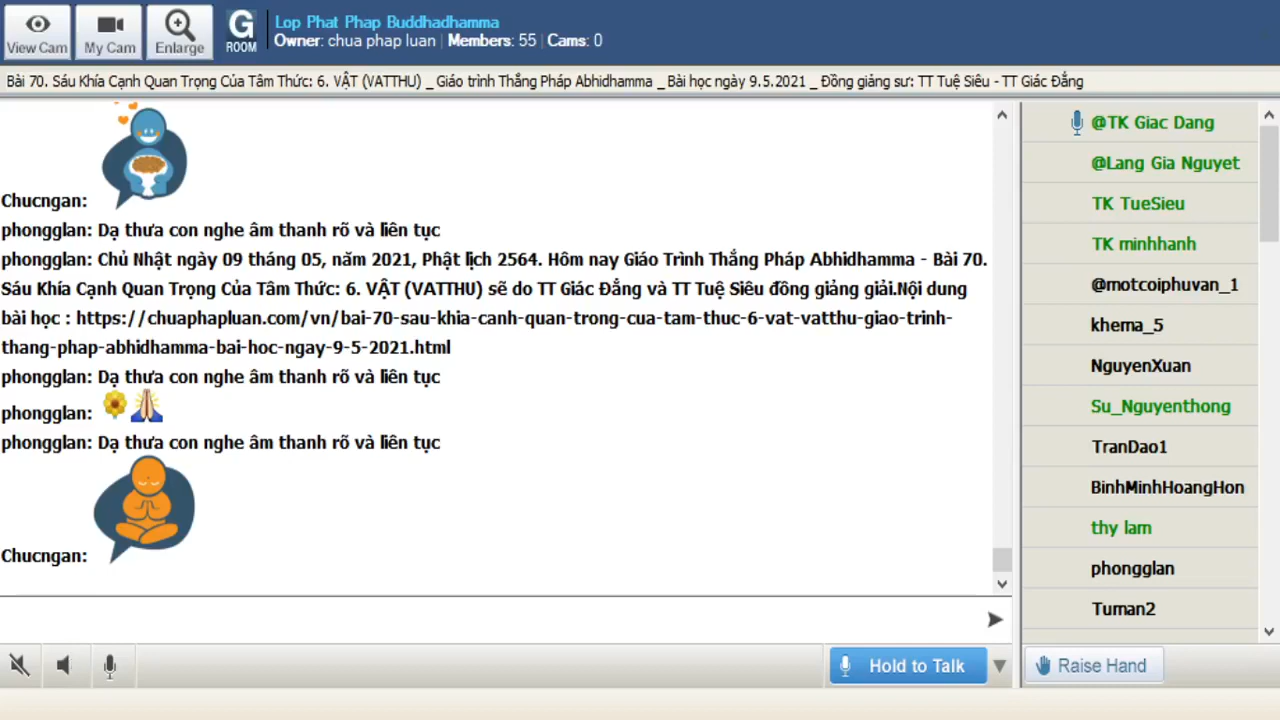 View Cam
My Cam
Enlarge
G
ROOM
Lop Phat Phap Buddhadhamma
Owner: chua phap luan | Members: 55 | Cams: 0
Bài 70. Sáu Khía Cạnh Quan Trọng Của Tâm Thức: 6. VẬT (VATTHU) _ Giáo trình Thắng Pháp Abhidhamma _ Bài học ngày 9.5.2021 _ Đồng giảng sư: TT Tuệ Siêu - TT Giác Đẳng
Chucngan:
phongglan: Dạ thưa con nghe âm thanh rõ và liên tục
phongglan: Chủ Nhật ngày 09 tháng 05, năm 2021, Phật lịch 2564. Hôm nay Giáo Trình Thắng Pháp Abhidhamma - Bài 70.
Sáu Khía Cạnh Quan Trọng Của Tâm Thức: 6. VẬT (VATTHU) sẽ do TT Giác Đẳng và TT Tuệ Siêu đồng giảng giải.Nội dung
bài học : https://chuaphapluan.com/vn/bai-70-sau-khia-canh-quan-trong-cua-tam-thuc-6-vat-vatthu-giao-trinh-
thang-phap-abhidhamma-bai-hoc-ngay-9-5-2021.html
phongglan: Dạ thưa con nghe âm thanh rõ và liên tục
phongglan:
phongglan: Dạ thưa con nghe âm thanh rõ và liên tục
Chucngan:
@TK Giac Dang
@Lang Gia Nguyet
TK TueSieu
TK minhhanh
@motcoiphuvan_1
khema_5
NguyenXuan
Su_Nguyenthong
TranDao1
BinhMinhHoangHon
thy lam
phongglan
Tuman2
Hold to Talk
Raise Hand